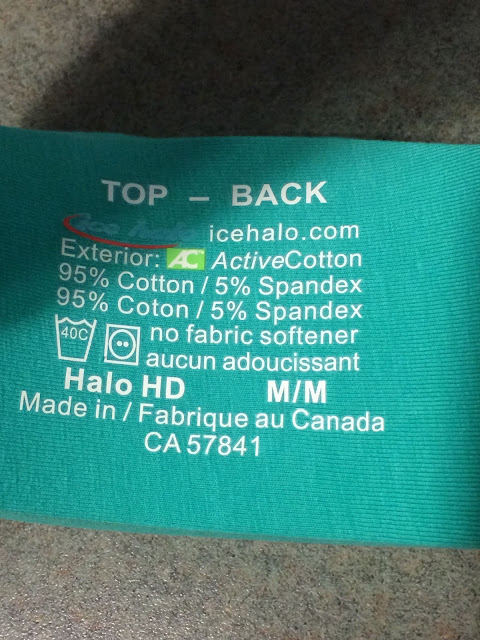 TOP – BACK
icehalo.com
Exterior: AC ActiveCotton
95% Cotton / 5% Spandex
95% Coton / 5% Spandex
40C no fabric softener
aucun adoucissant
Halo HD M/M
Made in / Fabrique au Canada
CA 57841